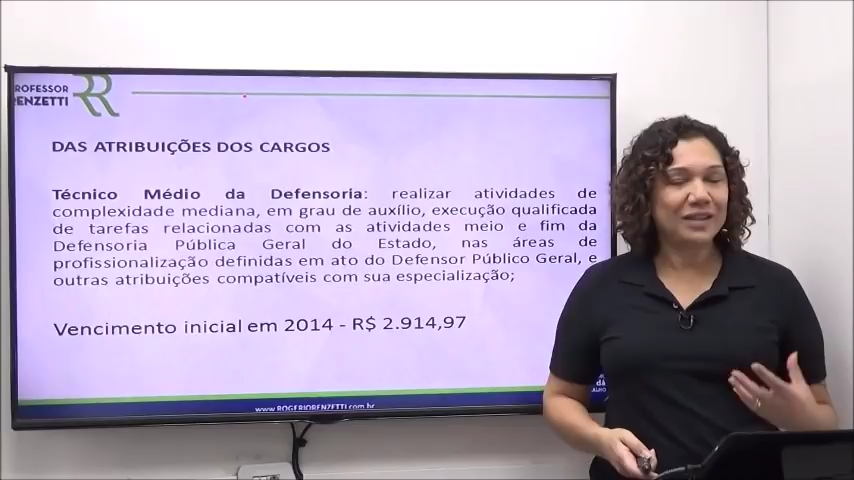 PROFESSOR
RENZETTI
RR
DAS ATRIBUIÇÕES DOS CARGOS
Técnico Médio da Defensoria: realizar atividades de
complexidade mediana, em grau de auxílio, execução qualificada
de tarefas relacionadas com as atividades meio e fim da
Defensoria Pública Geral do Estado, nas áreas de
profissionalização definidas em ato do Defensor Público Geral, e
outras atribuições compatíveis com sua especialização;
Vencimento inicial em 2014 - R$ 2.914,97
www.ROGERIORENZETTI.com.br